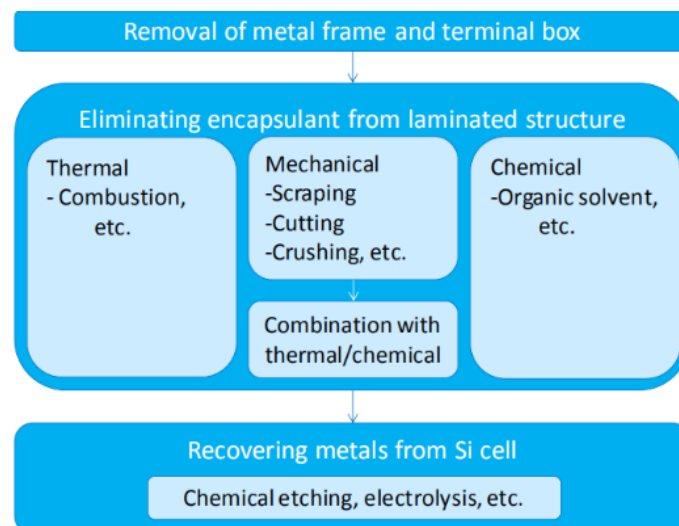 Removal of metal frame and terminal box
Eliminating encapsulant from laminated structure
Thermal
- Combustion,
etc.
Mechanical
-Scraping
-Cutting
-Crushing, etc.
Combination with
thermal/chemical
Chemical
-Organic solvent,
etc.
Recovering metals from Si cell
Chemical etching, electrolysis, etc.